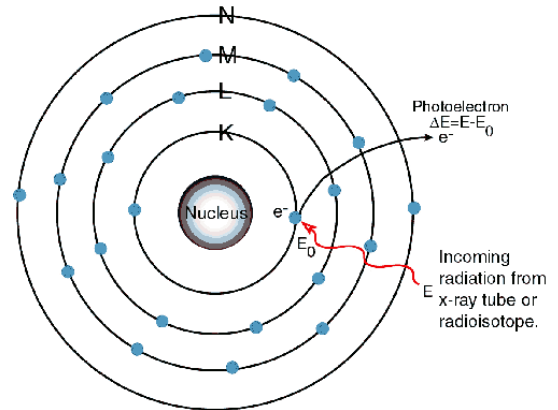 N
M
L
K
Photoelectron
ΔE=E-E₀
e⁻
Nucleus
e⁻
E₀
E
Incoming
radiation from
x-ray tube or
radioisotope.